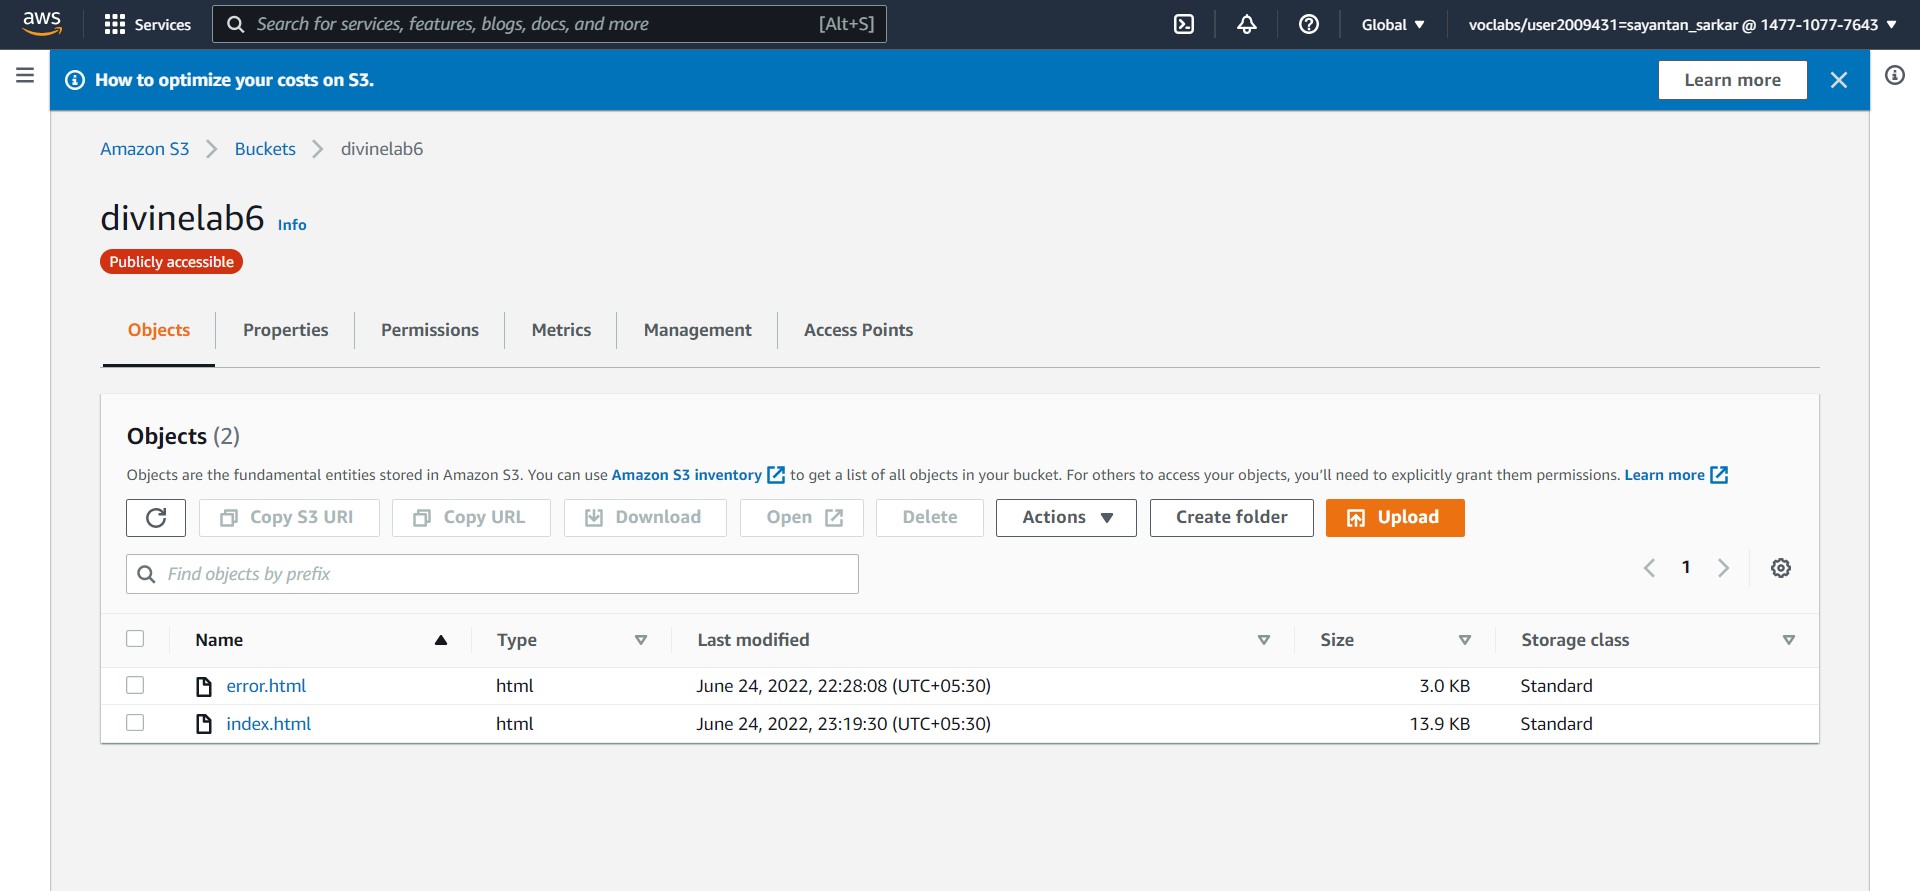 aws Services Search for services, features, blogs, docs, and more [Alt+S] Global voclabs/user2009431=sayantan_sarkar @ 1477-1077-7643
How to optimize your costs on S3. Learn more
Amazon S3 Buckets divinelab6
divinelab6 Info
Publicly accessible
Objects Properties Permissions Metrics Management Access Points
Objects (2)
Objects are the fundamental entities stored in Amazon S3. You can use Amazon S3 inventory to get a list of all objects in your bucket. For others to access your objects, you'll need to explicitly grant them permissions. Learn more
Copy S3 URI Copy URL Download Open Delete Actions Create folder Upload
Find objects by prefix 1
Name Type Last modified Size Storage class
error.html html June 24, 2022, 22:28:08 (UTC+05:30) 3.0 KB Standard
index.html html June 24, 2022, 23:19:30 (UTC+05:30) 13.9 KB Standard